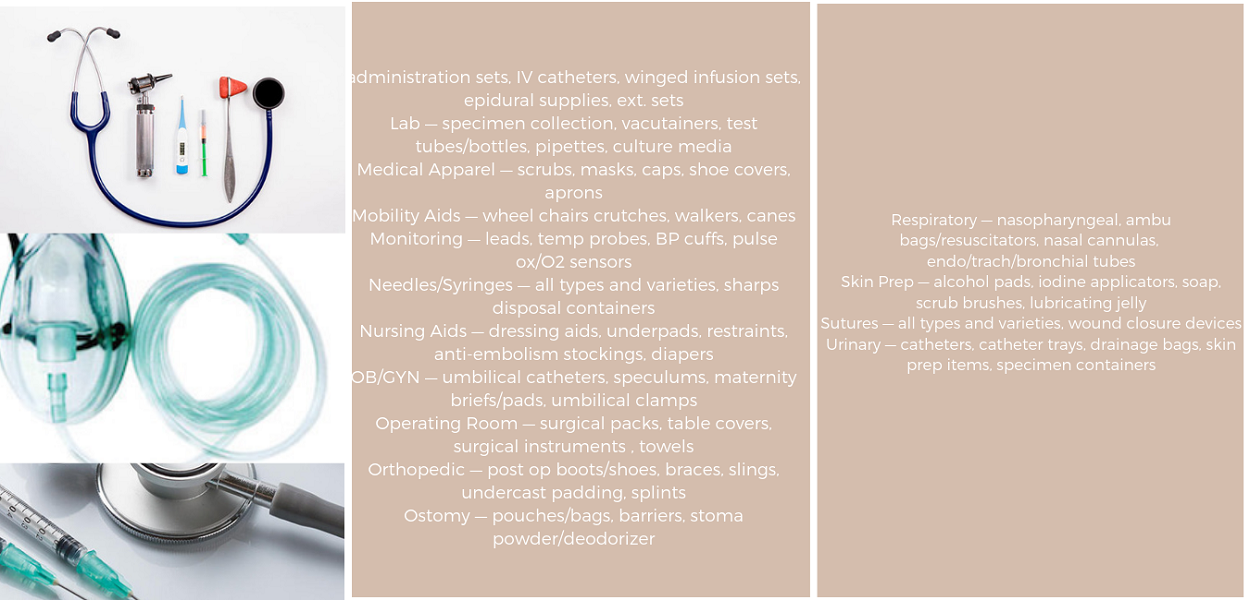 administration sets, IV catheters, winged infusion sets,
epidural supplies, ext. sets
Lab — specimen collection, vacutainers, test
tubes/bottles, pipettes, culture media
Medical Apparel — scrubs, masks, caps, shoe covers,
aprons
Mobility Aids — wheel chairs crutches, walkers, canes
Monitoring — leads, temp probes, BP cuffs, pulse
ox/O2 sensors
Needles/Syringes — all types and varieties, sharps
disposal containers
Nursing Aids — dressing aids, underpads, restraints,
anti-embolism stockings, diapers
OB/GYN — umbilical catheters, speculums, maternity
briefs/pads, umbilical clamps
Operating Room — surgical packs, table covers,
surgical instruments , towels
Orthopedic — post op boots/shoes, braces, slings,
undercast padding, splints
Ostomy — pouches/bags, barriers, stoma
powder/deodorizer
Respiratory — nasopharyngeal, ambu
bags/resuscitators, nasal cannulas,
endo/trach/bronchial tubes
Skin Prep — alcohol pads, iodine applicators, soap,
scrub brushes, lubricating jelly
Sutures — all types and varieties, wound closure devices
Urinary — catheters, catheter trays, drainage bags, skin
prep items, specimen containers